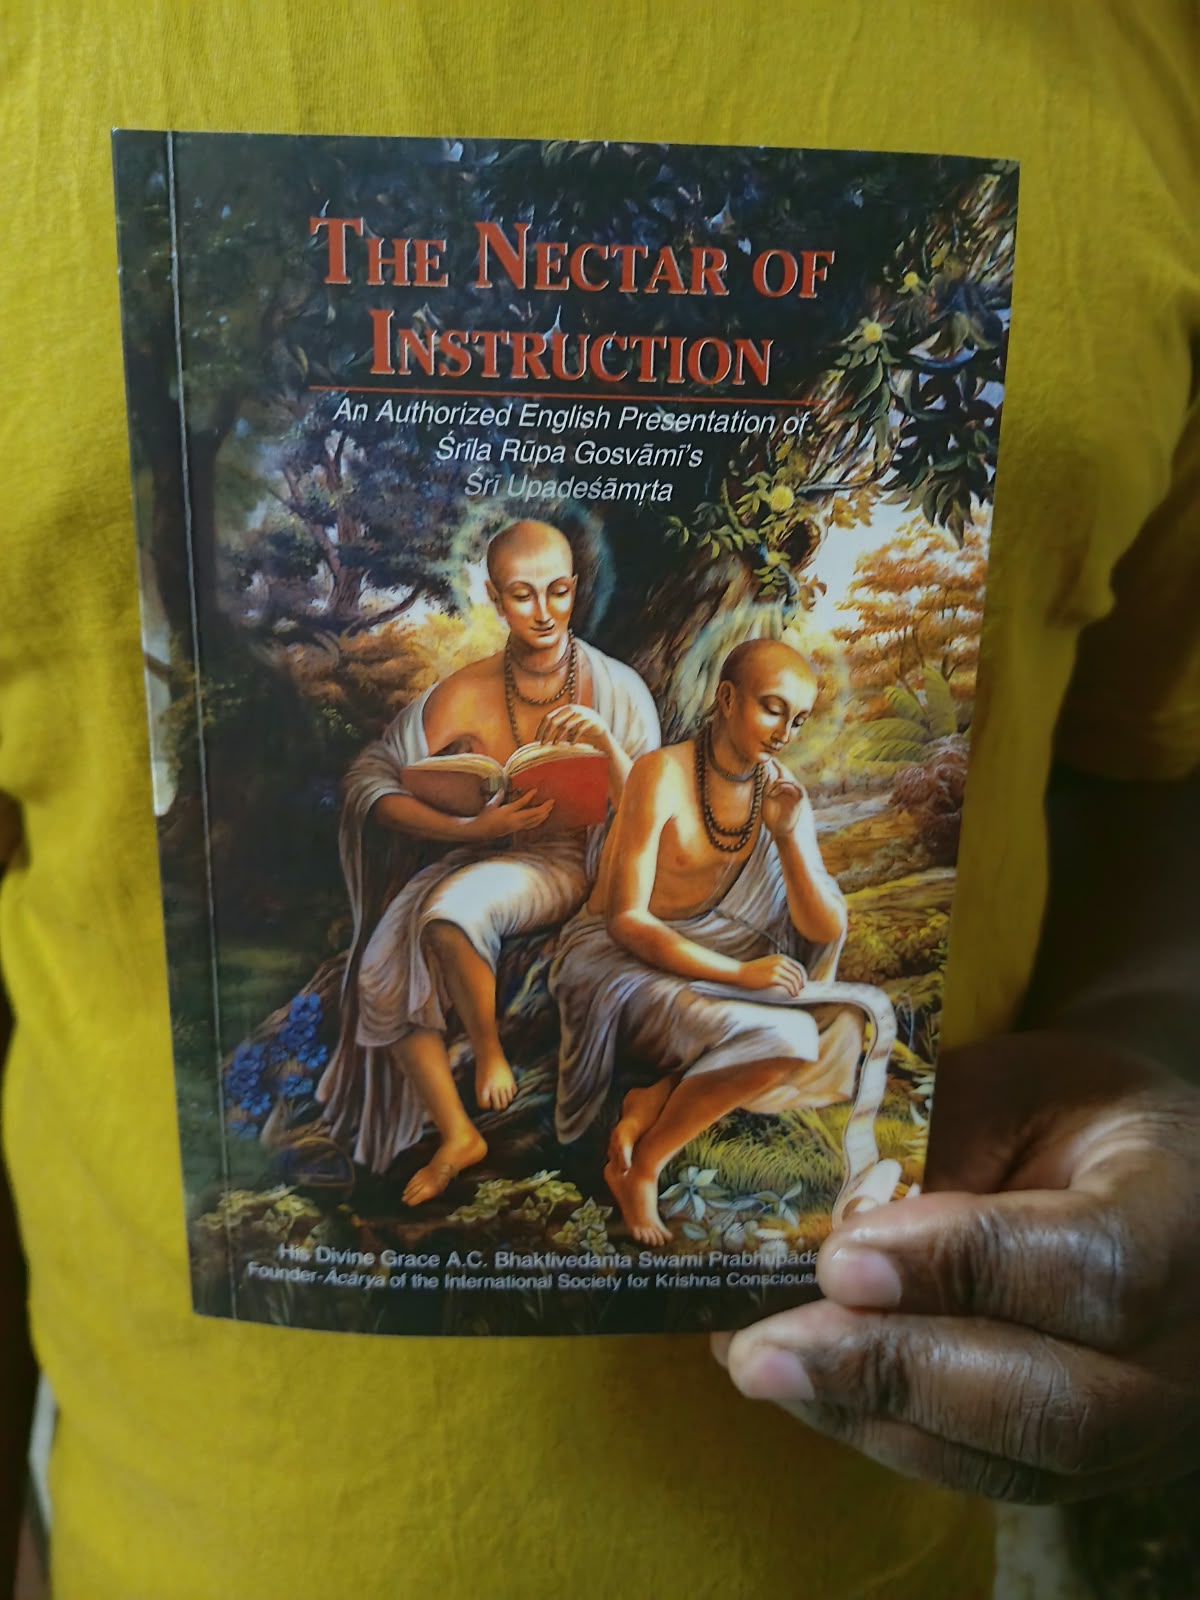 THE NECTAR OF
INSTRUCTION
An Authorized English Presentation of
Śrīla Rūpa Gosvāmī's
Śrī Upadeśāmṛta
His Divine Grace A.C. Bhaktivedanta Swami Prabhupāda
Founder-Ācārya of the International Society for Krishna